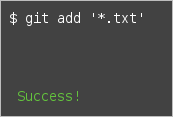 $ git add '*.txt'
Success!